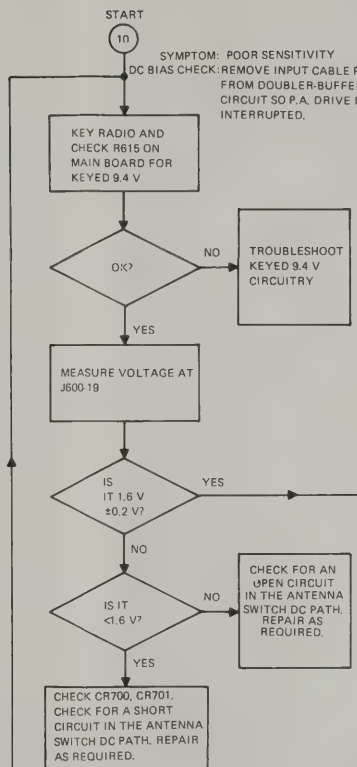 START
10
SYMPTOM: POOR SENSITIVITY
DC BIAS CHECK: REMOVE INPUT CABLE
FROM DOUBLER-BUFFE
CIRCUIT SO P.A. DRIVE
INTERRUPTED.
KEY RADIO AND
CHECK R615 ON
MAIN BOARD FOR
KEYED 9.4 V
OK?
NO
TROUBLESHOOT
KEYED 9.4 V
CIRCUITRY
YES
MEASURE VOLTAGE AT
J600-19
IS
IT 1.6 V
±0.2 V?
YES
NO
IS IT
<1.6 V?
NO
CHECK FOR AN
OPEN CIRCUIT
IN THE ANTENNA
SWITCH DC PATH.
REPAIR AS
REQUIRED.
YES
CHECK CR700, CR701.
CHECK FOR A SHORT
CIRCUIT IN THE ANTENNA
SWITCH DC PATH. REPAIR
AS REQUIRED.